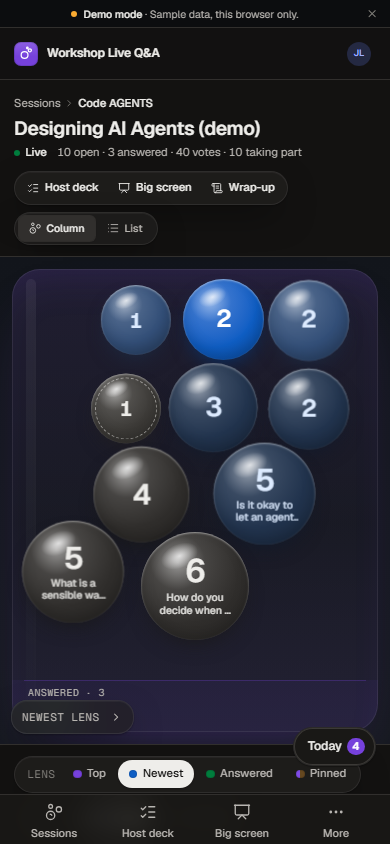 Demo mode · Sample data, this browser only.
Workshop Live Q&A
JL
Sessions > Code AGENTS
Designing AI Agents (demo)
Live 10 open · 3 answered · 40 votes · 10 taking part
Host deck Big screen Wrap-up
Column List
1 2 2
1 3 2
4
5
Is it okay to
let an agent...
5
What is a
sensible wa...
6
How do you
decide when ...
ANSWERED · 3
NEWEST LENS
Today 4
LENS Top Newest Answered Pinned
Sessions Host deck Big screen More